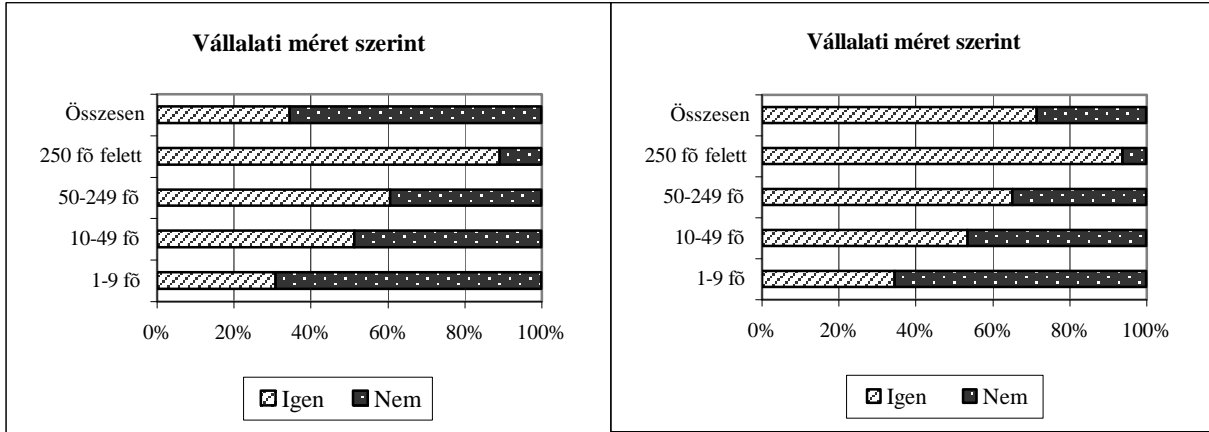 Vállalati méret szerint
Összesen
250 fõ felett
50-249 fõ
10-49 fõ
1-9 fõ
0% 20% 40% 60% 80% 100%
Igen Nem
Vállalati méret szerint
Összesen
250 fõ felett
50-249 fõ
10-49 fõ
1-9 fõ
0% 20% 40% 60% 80% 100%
Igen Nem